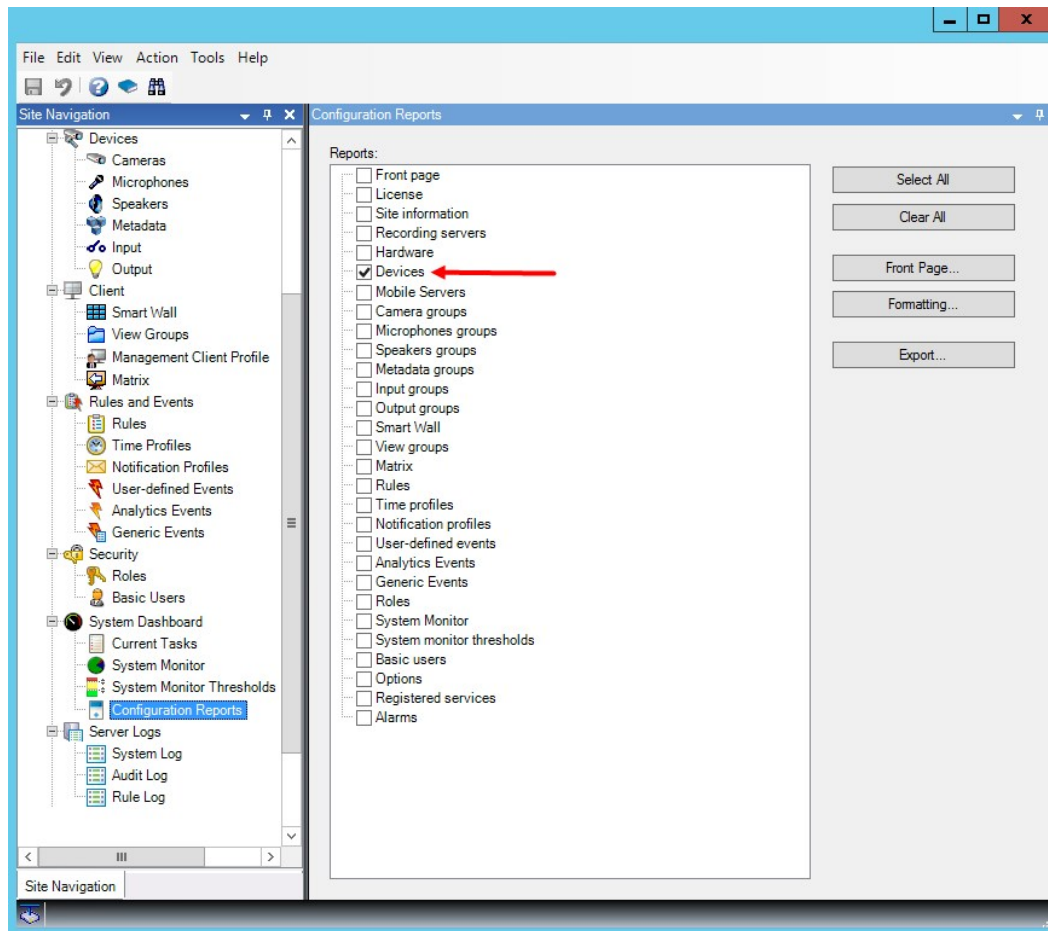 File Edit View Action Tools Help
Site Navigation
Devices
Cameras
Microphones
Speakers
Metadata
Input
Output
Client
Smart Wall
View Groups
Management Client Profile
Matrix
Rules and Events
Rules
Time Profiles
Notification Profiles
User-defined Events
Analytics Events
Generic Events
Security
Roles
Basic Users
System Dashboard
Current Tasks
System Monitor
System Monitor Thresholds
Configuration Reports
Server Logs
System Log
Audit Log
Rule Log
Site Navigation
Configuration Reports
Reports:
Front page
License
Site information
Recording servers
Hardware
Devices
Mobile Servers
Camera groups
Microphones groups
Speakers groups
Metadata groups
Input groups
Output groups
Smart Wall
View groups
Matrix
Rules
Time profiles
Notification profiles
User-defined events
Analytics Events
Generic Events
Roles
System Monitor
System monitor thresholds
Basic users
Options
Registered services
Alarms
Select All
Clear All
Front Page...
Formatting...
Export...